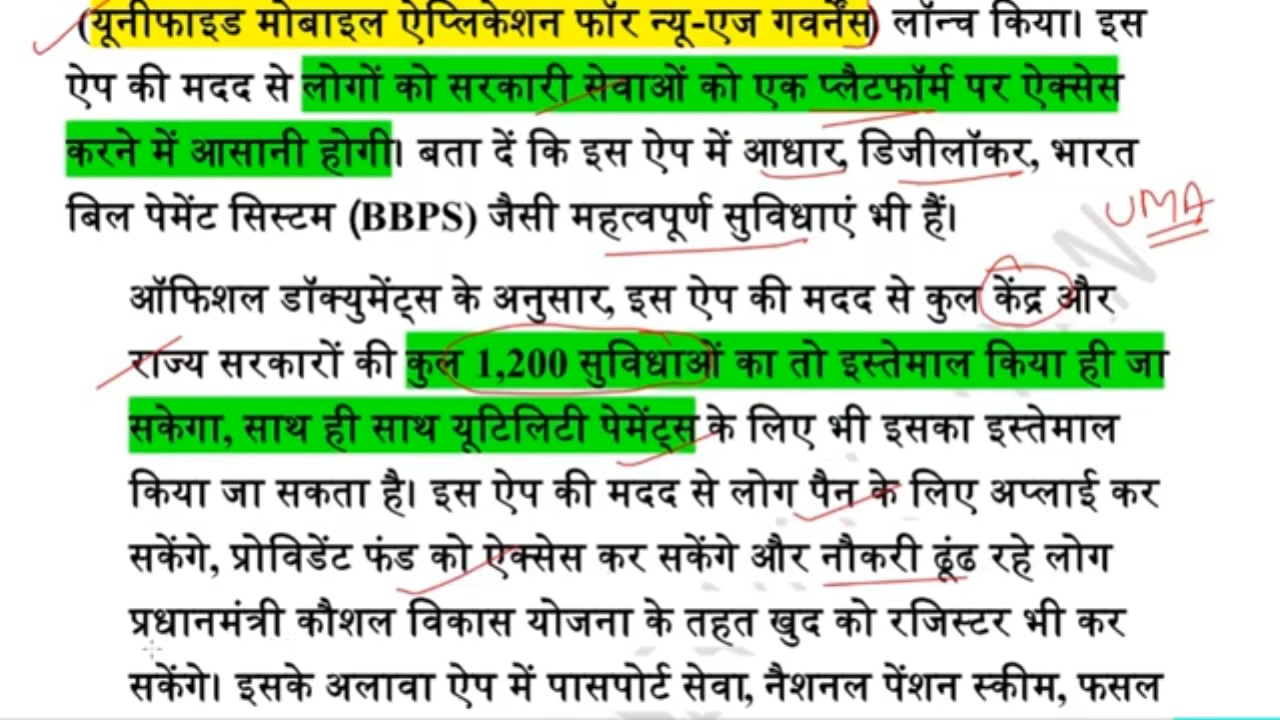 (यूनीफाइड मोबाइल ऐप्लिकेशन फॉर न्यू-एज गवर्नेंस) लॉन्च किया। इस
ऐप की मदद से लोगों को सरकारी सेवाओं को एक प्लैटफॉर्म पर ऐक्सेस
करने में आसानी होगी। बता दें कि इस ऐप में आधार, डिजीलॉकर, भारत
बिल पेमेंट सिस्टम (BBPS) जैसी महत्वपूर्ण सुविधाएं भी हैं।
UMA
ऑफिशल डॉक्युमेंट्स के अनुसार, इस ऐप की मदद से कुल केंद्र और
राज्य सरकारों की कुल 1,200 सुविधाओं का तो इस्तेमाल किया ही जा
सकेगा, साथ ही साथ यूटिलिटी पेमेंट्स के लिए भी इसका इस्तेमाल
किया जा सकता है। इस ऐप की मदद से लोग पैन के लिए अप्लाई कर
सकेंगे, प्रोविडेंट फंड को ऐक्सेस कर सकेंगे और नौकरी ढूंढ रहे लोग
प्रधानमंत्री कौशल विकास योजना के तहत खुद को रजिस्टर भी कर
सकेंगे। इसके अलावा ऐप में पासपोर्ट सेवा, नैशनल पेंशन स्कीम, फसल